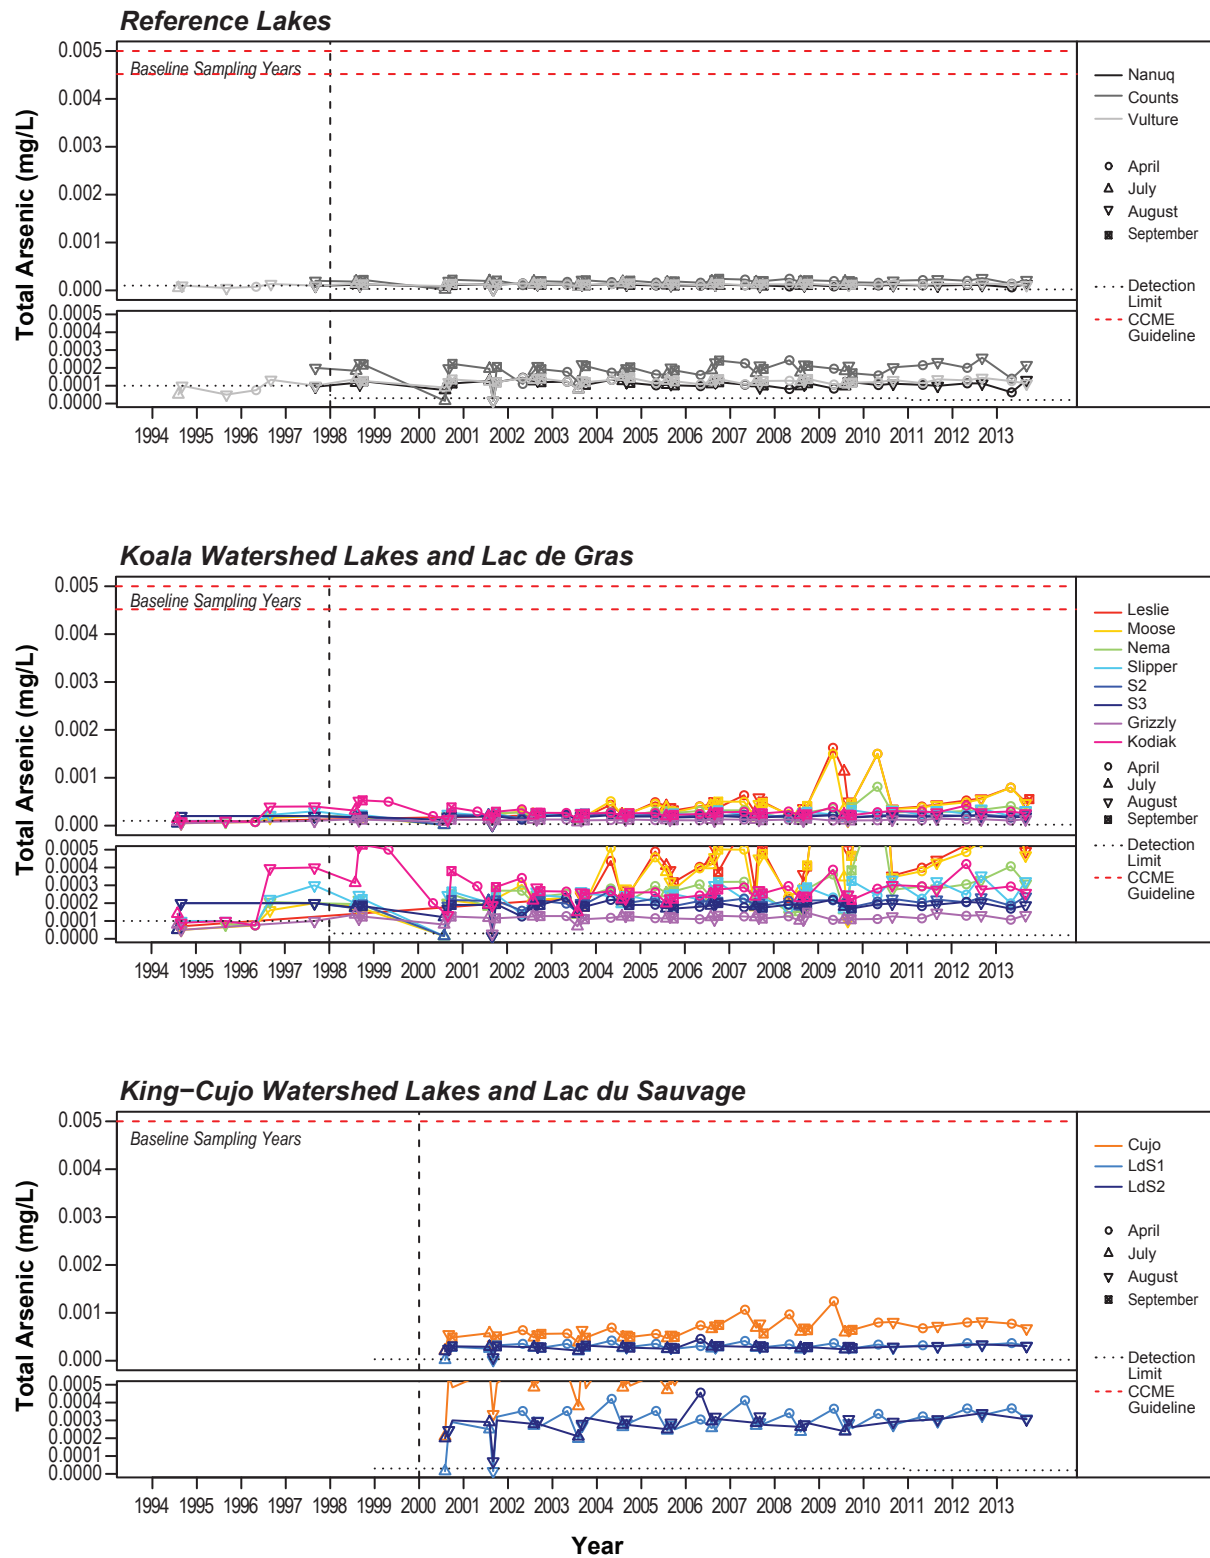 Reference Lakes
Total Arsenic (mg/L)
0.005
0.004
0.003
0.002
0.001
0.000
Baseline Sampling Years
0.0005
0.0004
0.0003
0.0002
0.0001
0.0000
1994 1995 1996 1997 1998 1999 2000 2001 2002 2003 2004 2005 2006 2007 2008 2009 2010 2011 2012 2013
Nanuq
Counts
Vulture
April
July
August
September
Detection
Limit
CCME
Guideline
Koala Watershed Lakes and Lac de Gras
Total Arsenic (mg/L)
0.005
0.004
0.003
0.002
0.001
0.000
Baseline Sampling Years
0.0005
0.0004
0.0003
0.0002
0.0001
0.0000
1994 1995 1996 1997 1998 1999 2000 2001 2002 2003 2004 2005 2006 2007 2008 2009 2010 2011 2012 2013
Leslie
Moose
Nema
Slipper
S2
S3
Grizzly
Kodiak
April
July
August
September
Detection
Limit
CCME
Guideline
King−Cujo Watershed Lakes and Lac du Sauvage
Total Arsenic (mg/L)
0.005
0.004
0.003
0.002
0.001
0.000
Baseline Sampling Years
0.0005
0.0004
0.0003
0.0002
0.0001
0.0000
1994 1995 1996 1997 1998 1999 2000 2001 2002 2003 2004 2005 2006 2007 2008 2009 2010 2011 2012 2013
Cujo
LdS1
LdS2
April
July
August
September
Detection
Limit
CCME
Guideline
Year